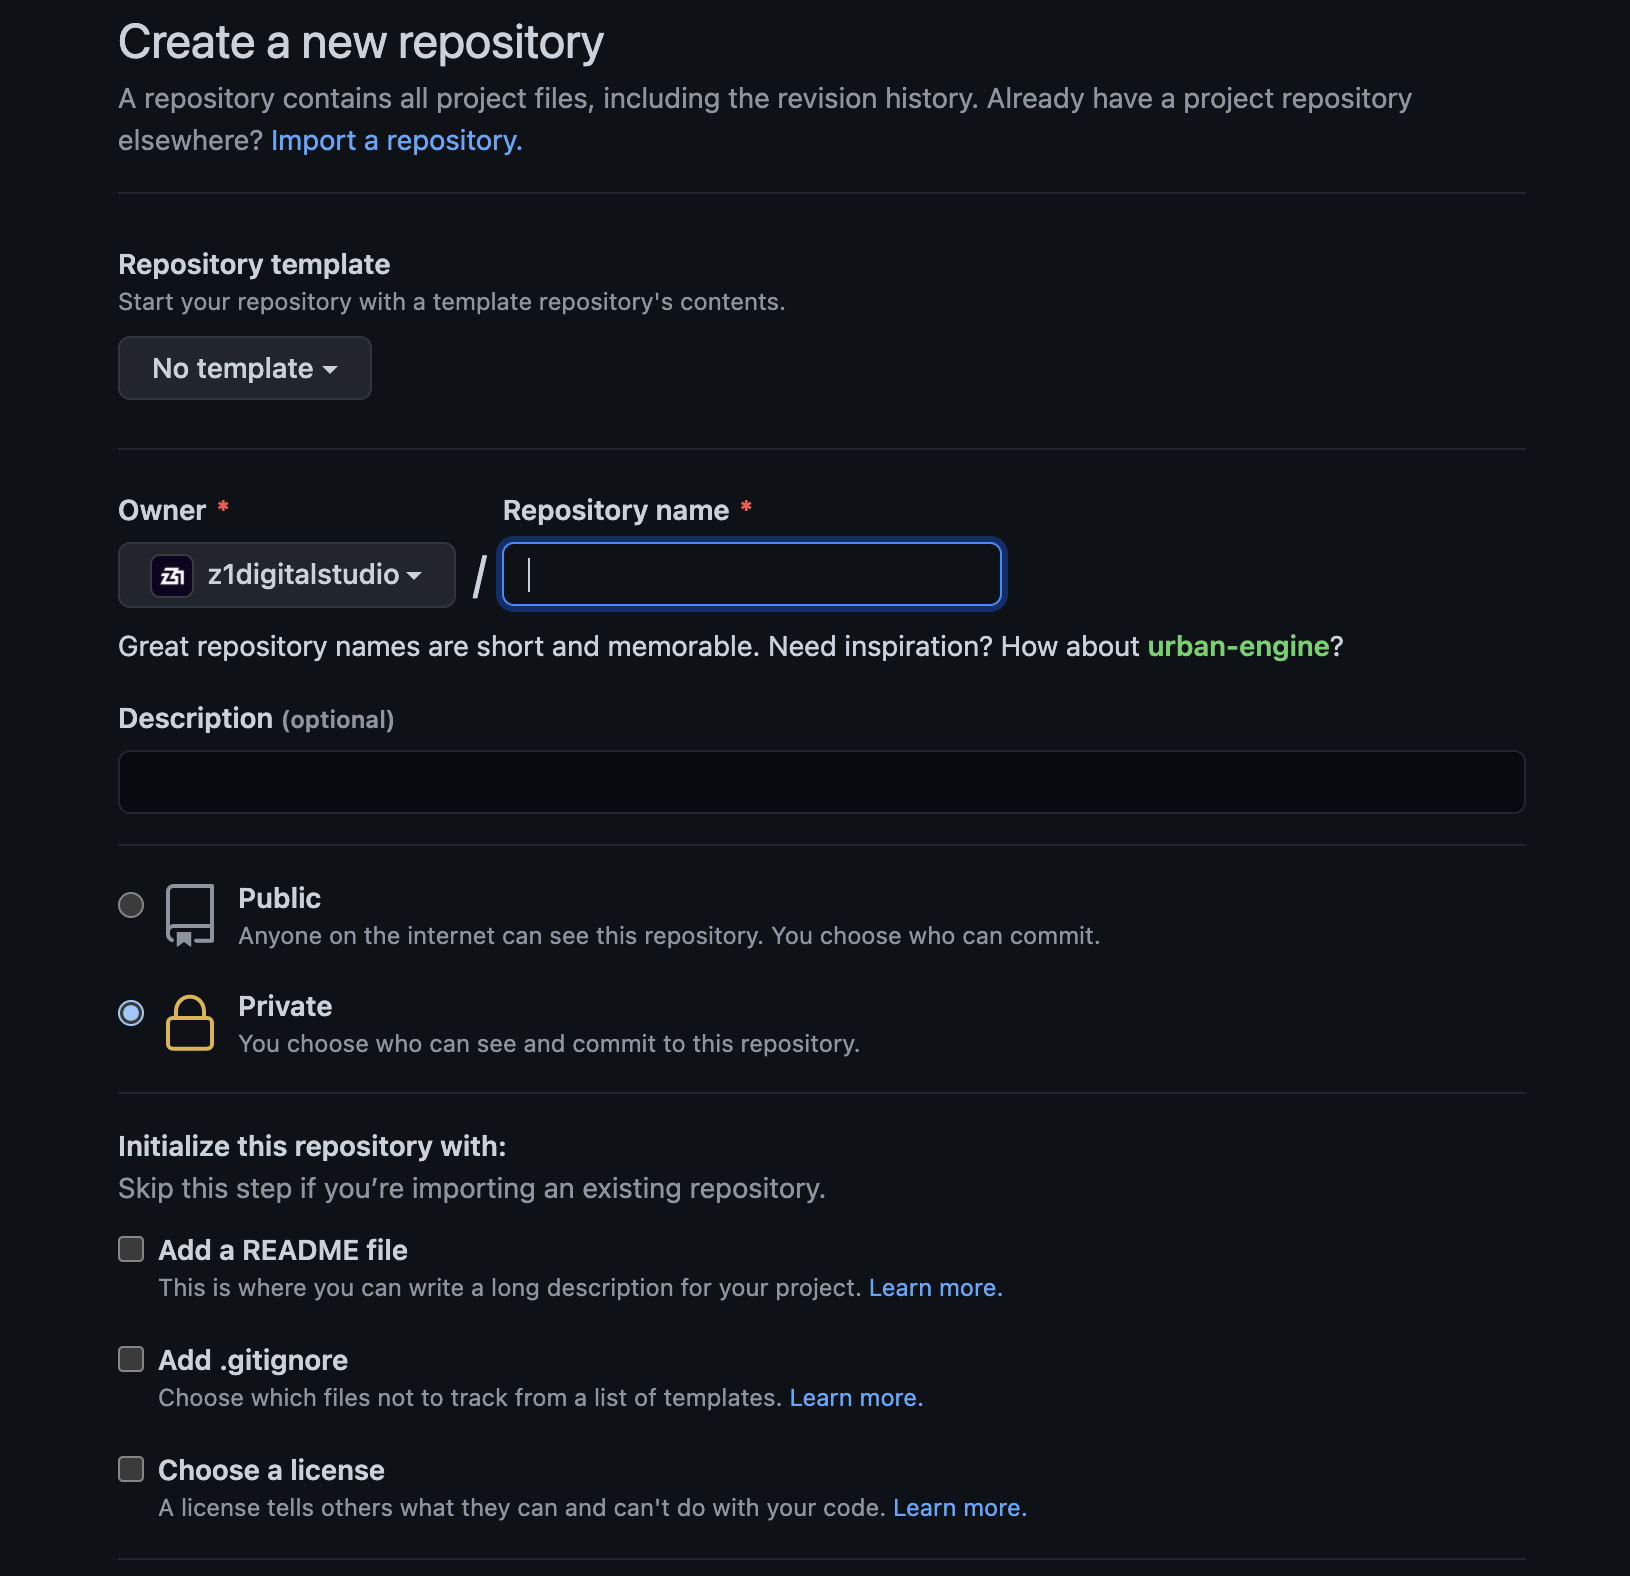 Create a new repository
A repository contains all project files, including the revision history. Already have a project repository
elsewhere? Import a repository.
Repository template
Start your repository with a template repository's contents.
No template
Owner * Repository name *
z1digitalstudio /
Great repository names are short and memorable. Need inspiration? How about urban-engine?
Description (optional)
Public
Anyone on the internet can see this repository. You choose who can commit.
Private
You choose who can see and commit to this repository.
Initialize this repository with:
Skip this step if you’re importing an existing repository.
Add a README file
This is where you can write a long description for your project. Learn more.
Add .gitignore
Choose which files not to track from a list of templates. Learn more.
Choose a license
A license tells others what they can and can't do with your code. Learn more.